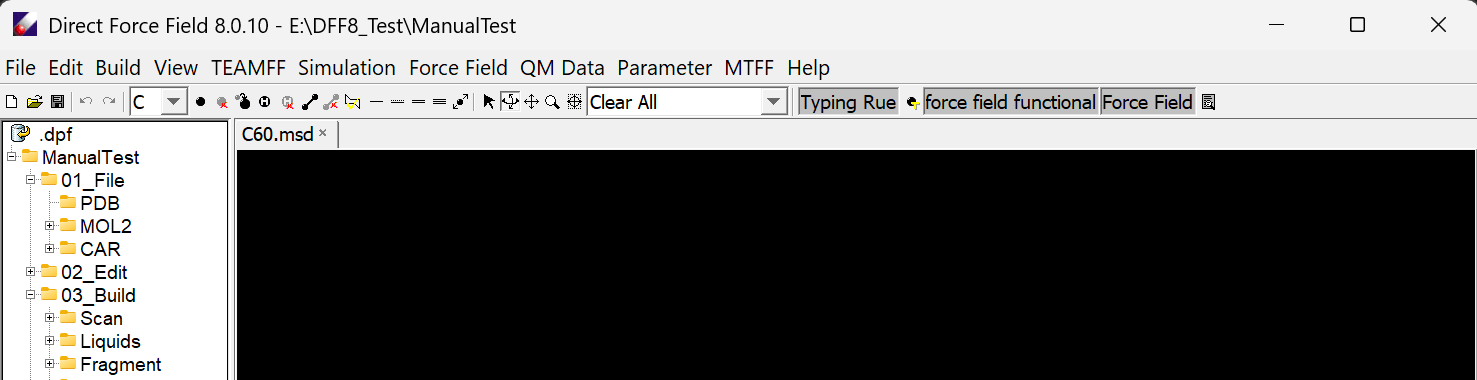 Direct Force Field 8.0.10 - E:\DFF8_Test\ManualTest
File Edit Build View TEAMFF Simulation Force Field QM Data Parameter MTFF Help
C Clear All Typing Rue force field functional Force Field
.dpf
C60.msd ×
ManualTest
01_File
PDB
MOL2
CAR
02_Edit
03_Build
Scan
Liquids
Fragment